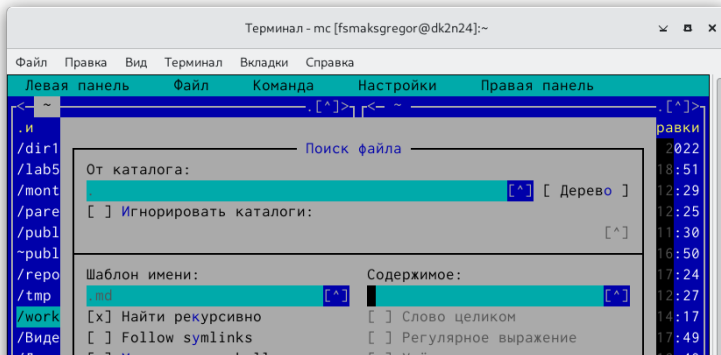 Терминал - mc [fsmaksgregor@dk2n24]:~
Файл Правка Вид Терминал Вкладки Справка
Левая панель Файл Команда Настройки Правая панель
<- ~ .[^]> <- ~ .[^]>
.и равки
/dir1 Поиск файла 2022
/lab5 От каталога: 18:51
/mont . [^] [ Дерево ] 12:29
/pare [ ] Игнорировать каталоги: 12:25
/publ [^] 11:30
~publ 16:50
/repo Шаблон имени: Содержимое: 17:24
/tmp .md [^] [^] 12:27
/work [x] Найти рекурсивно [ ] Слово целиком 14:17
/Виде [ ] Follow symlinks [ ] Регулярное выражение 17:49